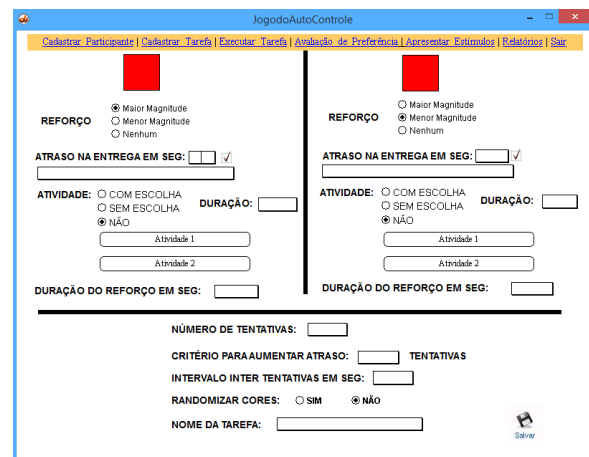 JogodoAutoControle
Cadastrar Participante | Cadastrar Tarefa | Executar Tarefa | Avaliação de Preferência | Apresentar Estímulos | Relatórios | Sair
REFORÇO
Maior Magnitude
Menor Magnitude
Nenhum
ATRASO NA ENTREGA EM SEG:
ATIVIDADE:
COM ESCOLHA
SEM ESCOLHA
NÃO
DURAÇÃO:
Atividade 1
Atividade 2
DURAÇÃO DO REFORÇO EM SEG:
REFORÇO
Maior Magnitude
Menor Magnitude
Nenhum
ATRASO NA ENTREGA EM SEG:
ATIVIDADE:
COM ESCOLHA
SEM ESCOLHA
NÃO
DURAÇÃO:
Atividade 1
Atividade 2
DURAÇÃO DO REFORÇO EM SEG:
NÚMERO DE TENTATIVAS:
CRITÉRIO PARA AUMENTAR ATRASO: TENTATIVAS
INTERVALO INTER TENTATIVAS EM SEG:
RANDOMIZAR CORES: SIM NÃO
NOME DA TAREFA:
Salvar